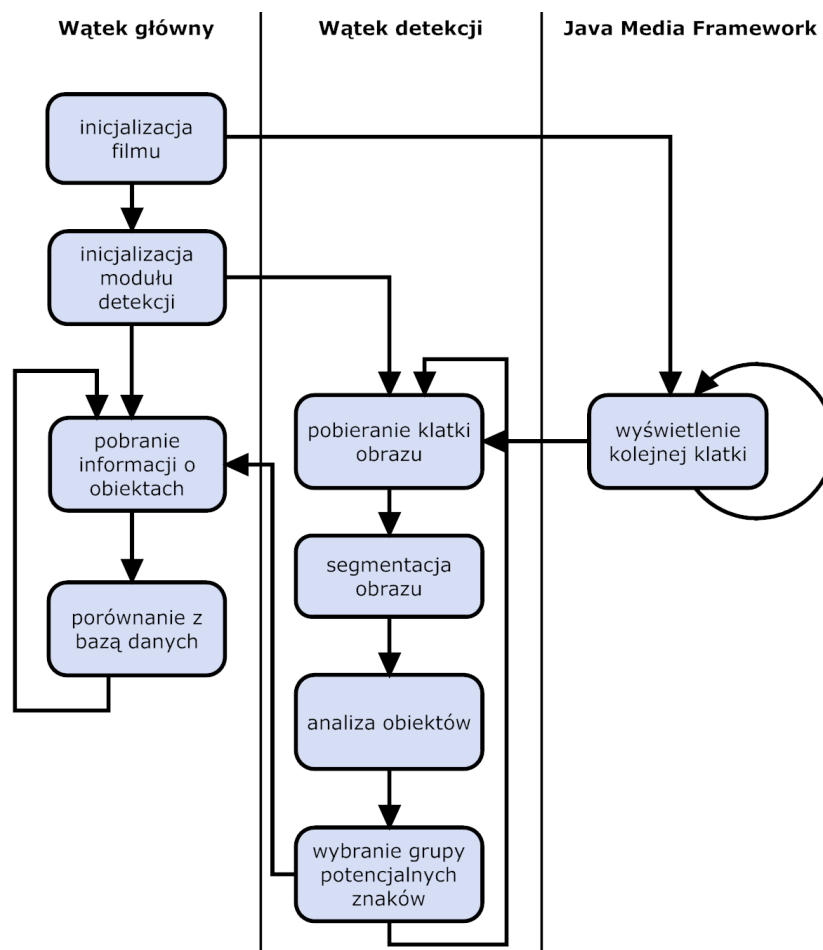 Wątek główny
Wątek detekcji
Java Media Framework
inicjalizacja
filmu
inicjalizacja
modułu
detekcji
pobranie
informacji o
obiektach
porównanie z
bazą danych
pobieranie klatki
obrazu
segmentacja
obrazu
analiza obiektów
wybranie grupy
potencjalnych
znaków
wyświetlenie
kolejnej klatki